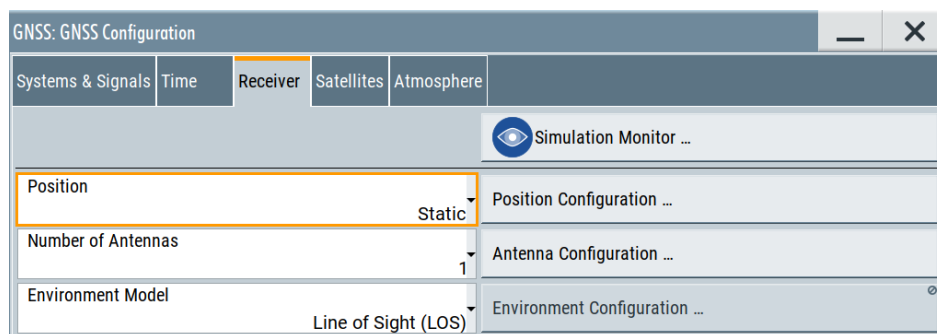 GNSS: GNSS Configuration
Systems & Signals Time Receiver Satellites Atmosphere
Simulation Monitor ...
Position
Static
Position Configuration ...
Number of Antennas
1
Antenna Configuration ...
Environment Model
Line of Sight (LOS)
Environment Configuration ...